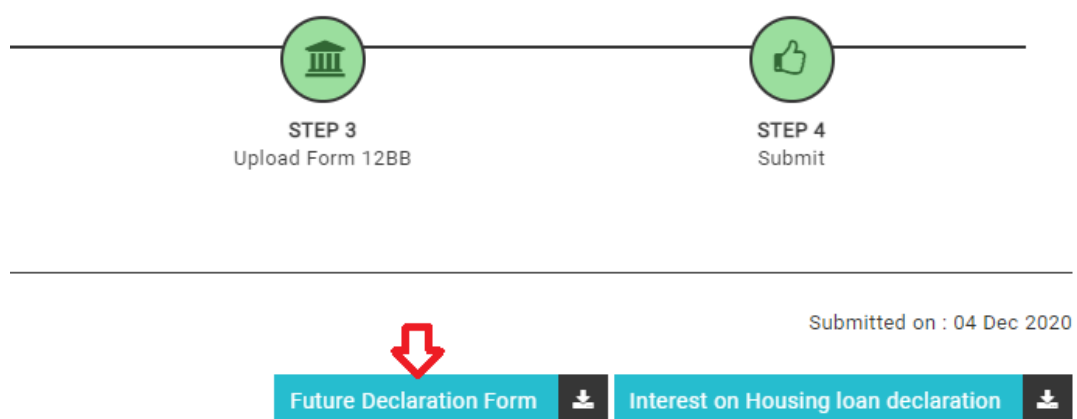 STEP 3
Upload Form 12BB
STEP 4
Submit
Submitted on : 04 Dec 2020
Future Declaration Form
Interest on Housing loan declaration